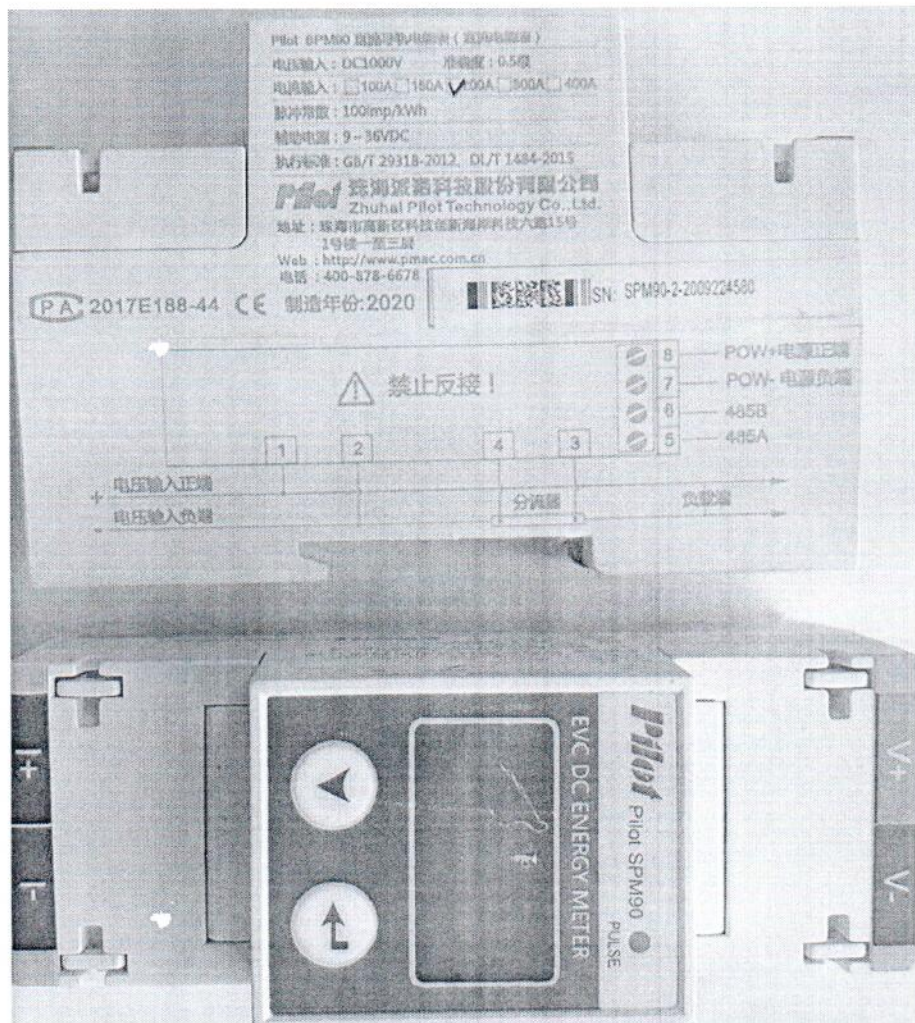 Pilot SPM90 直流导轨电能表（直流电能表）
电压输入：DC1000V 准确度：0.5级
电流输入：□100A□150A✓200A□300A□400A
脉冲常数：100imp/kWh
辅助电源：9~36VDC
执行标准：GB/T 29318-2012、DL/T 1484-2015
Pilot 珠海派诺科技股份有限公司
Zhuhai Pilot Technology Co.,Ltd.
地址：珠海市高新区科技创新海岸科技六路15号
1号楼一至三层
Web：http://www.pmac.com.cn
电话：400-878-6678
PA 2017E188-44 CE 制造年份:2020
SN: SPM90-2-2009224580
禁止反接！
8 POW+电源正端
7 POW- 电源负端
6 485B
5 485A
1 2 4 3
+ 电压输入正端
- 电压输入负端
分流器 负载端
I+
I-
V+
V-
Pilot
Pilot SPM90
PULSE
EVC DC ENERGY METER